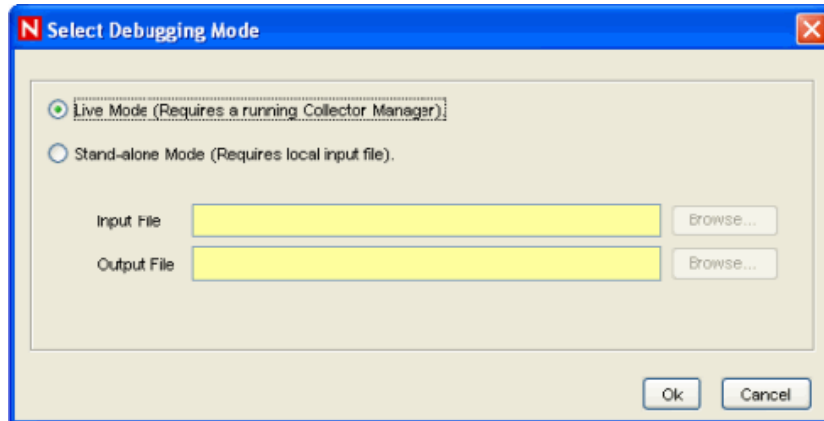 N Select Debugging Mode
Live Mode (Requires a running Collector Manager).
Stand-alone Mode (Requires local input file).
Input File Browse...
Output File Browse...
Ok Cancel